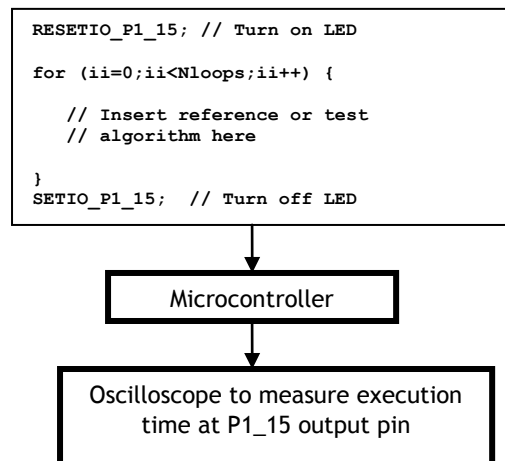 RESETIO_P1_15; // Turn on LED
for (ii=0;ii<Nloops;ii++) {
// Insert reference or test
// algorithm here
}
SETIO_P1_15;  // Turn off LED
Microcontroller
Oscilloscope to measure execution
time at P1_15 output pin